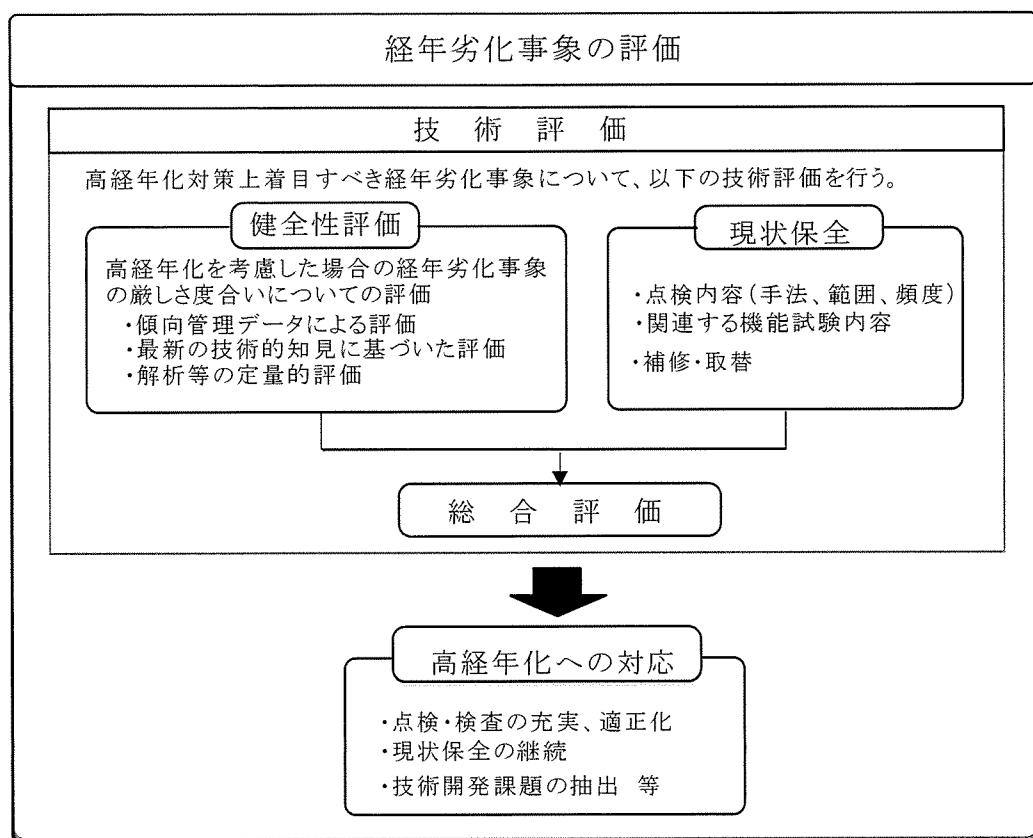 経年劣化事象の評価
技術評価
高経年化対策上着目すべき経年劣化事象について、以下の技術評価を行う。
健全性評価
高経年化を考慮した場合の経年劣化事象
の厳しさ度合いについての評価
・傾向管理データによる評価
・最新の技術的知見に基づいた評価
・解析等の定量的評価
現状保全
・点検内容(手法、範囲、頻度)
・関連する機能試験内容
・補修・取替
総合評価
高経年化への対応
・点検・検査の充実、適正化
・現状保全の継続
・技術開発課題の抽出 等